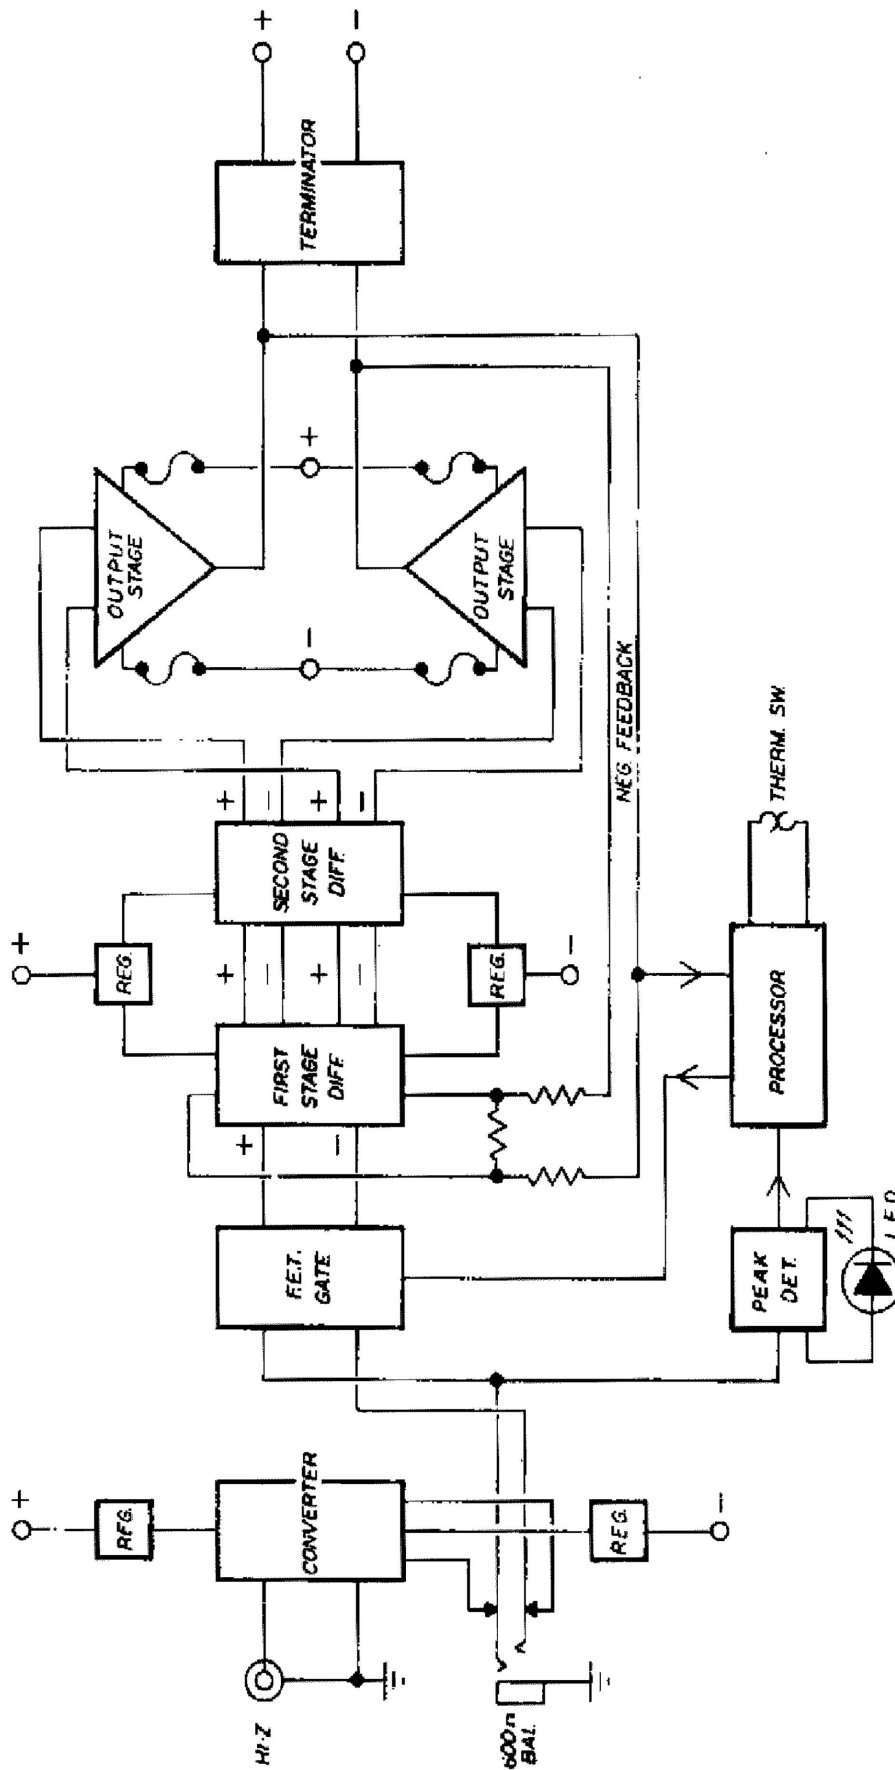 HI-Z
600Ω
BAL.
+
REG.
CONVERTER
REG.
-
F.E.T.
GATE
+
-
FIRST
STAGE
DIFF.
+
REG.
REG.
-
+
-
+
-
SECOND
STAGE
DIFF.
+
-
+
-
OUTPUT
STAGE
OUTPUT
STAGE
-
+
TERMINATOR
+
-
NEG. FEEDBACK
PEAK
DET.
LED
PROCESSOR
THERM. SW.